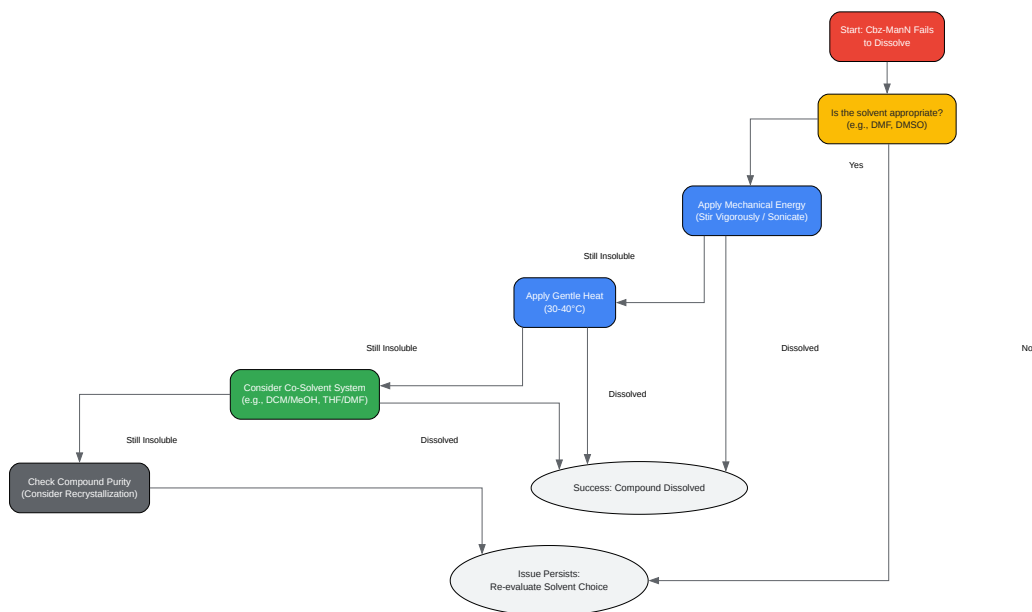 Start: Cbz-ManN Fails
to Dissolve
Is the solvent appropriate?
(e.g., DMF, DMSO)
Yes
Apply Mechanical Energy
(Stir Vigorously / Sonicate)
Still Insoluble
Apply Gentle Heat
(30-40°C)
Still Insoluble
Dissolved
No
Consider Co-Solvent System
(e.g., DCM/MeOH, THF/DMF)
Dissolved
Still Insoluble
Dissolved
Check Compound Purity
(Consider Recrystallization)
Success: Compound Dissolved
Issue Persists:
Re-evaluate Solvent Choice